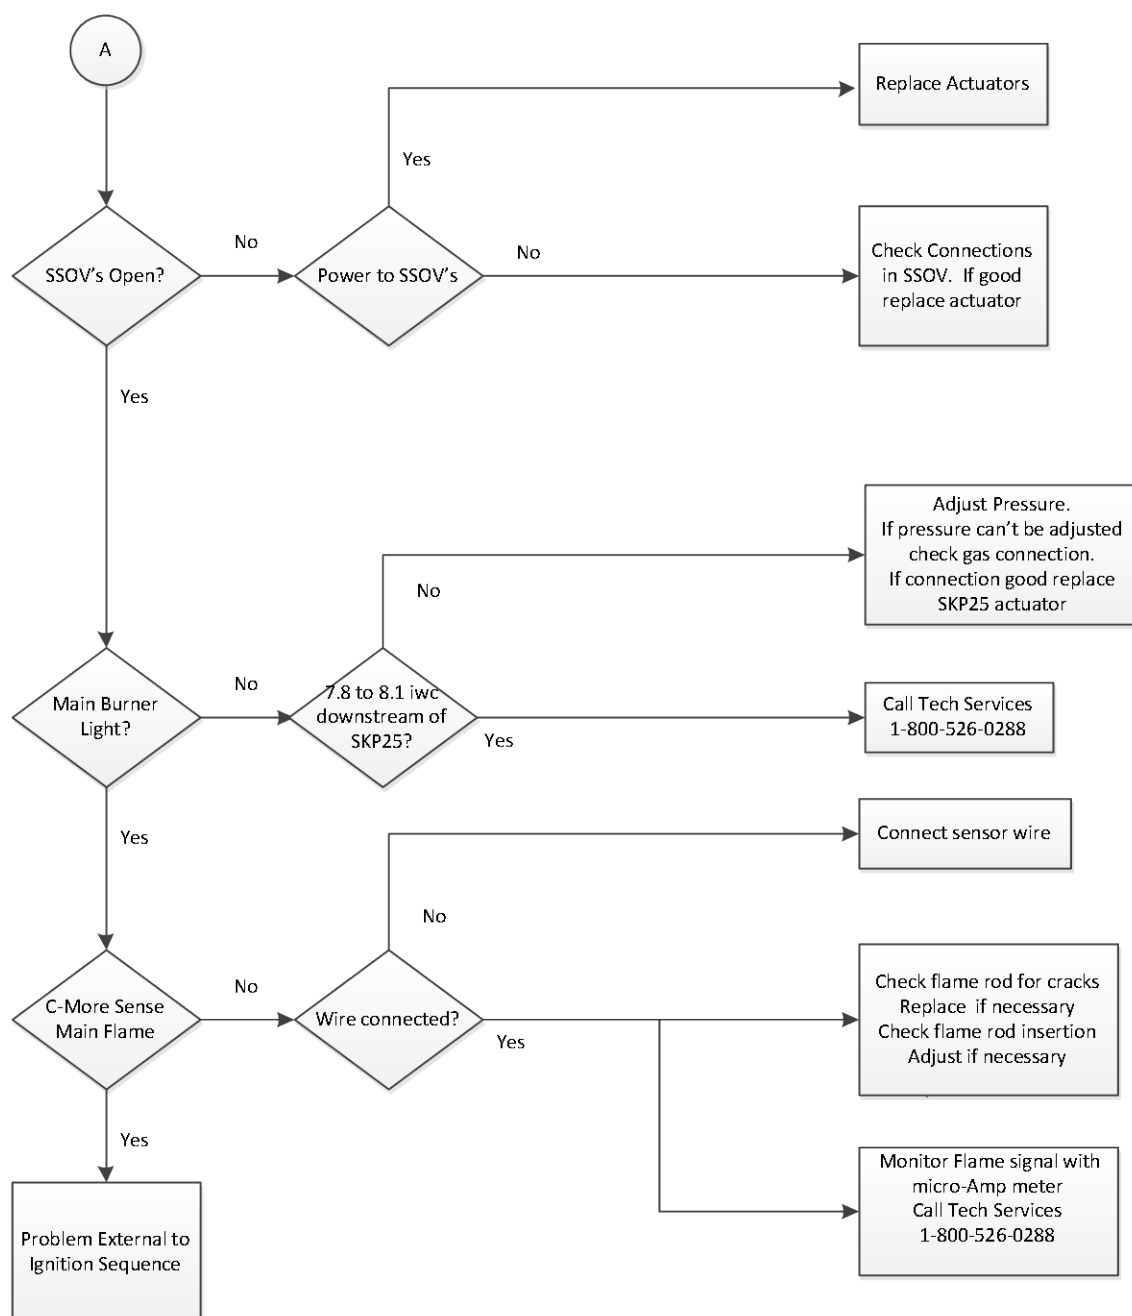 A
Replace Actuators
Yes
No
No
SSOV's Open?
Power to SSOV's
Check Connections
in SSOV.  If good
replace actuator
Yes
Adjust Pressure.
If pressure can't be adjusted
check gas connection.
If connection good replace
SKP25 actuator
No
No
Main Burner
Light?
7.8 to 8.1 iwc
downstream of
SKP25?
Yes
Call Tech Services
1-800-526-0288
Yes
Connect sensor wire
No
No
C-More Sense
Main Flame
Wire connected?
Yes
Check flame rod for cracks
Replace  if necessary
Check flame rod insertion
Adjust if necessary
Yes
Monitor Flame signal with
micro-Amp meter
Call Tech Services
1-800-526-0288
Problem External to
Ignition Sequence